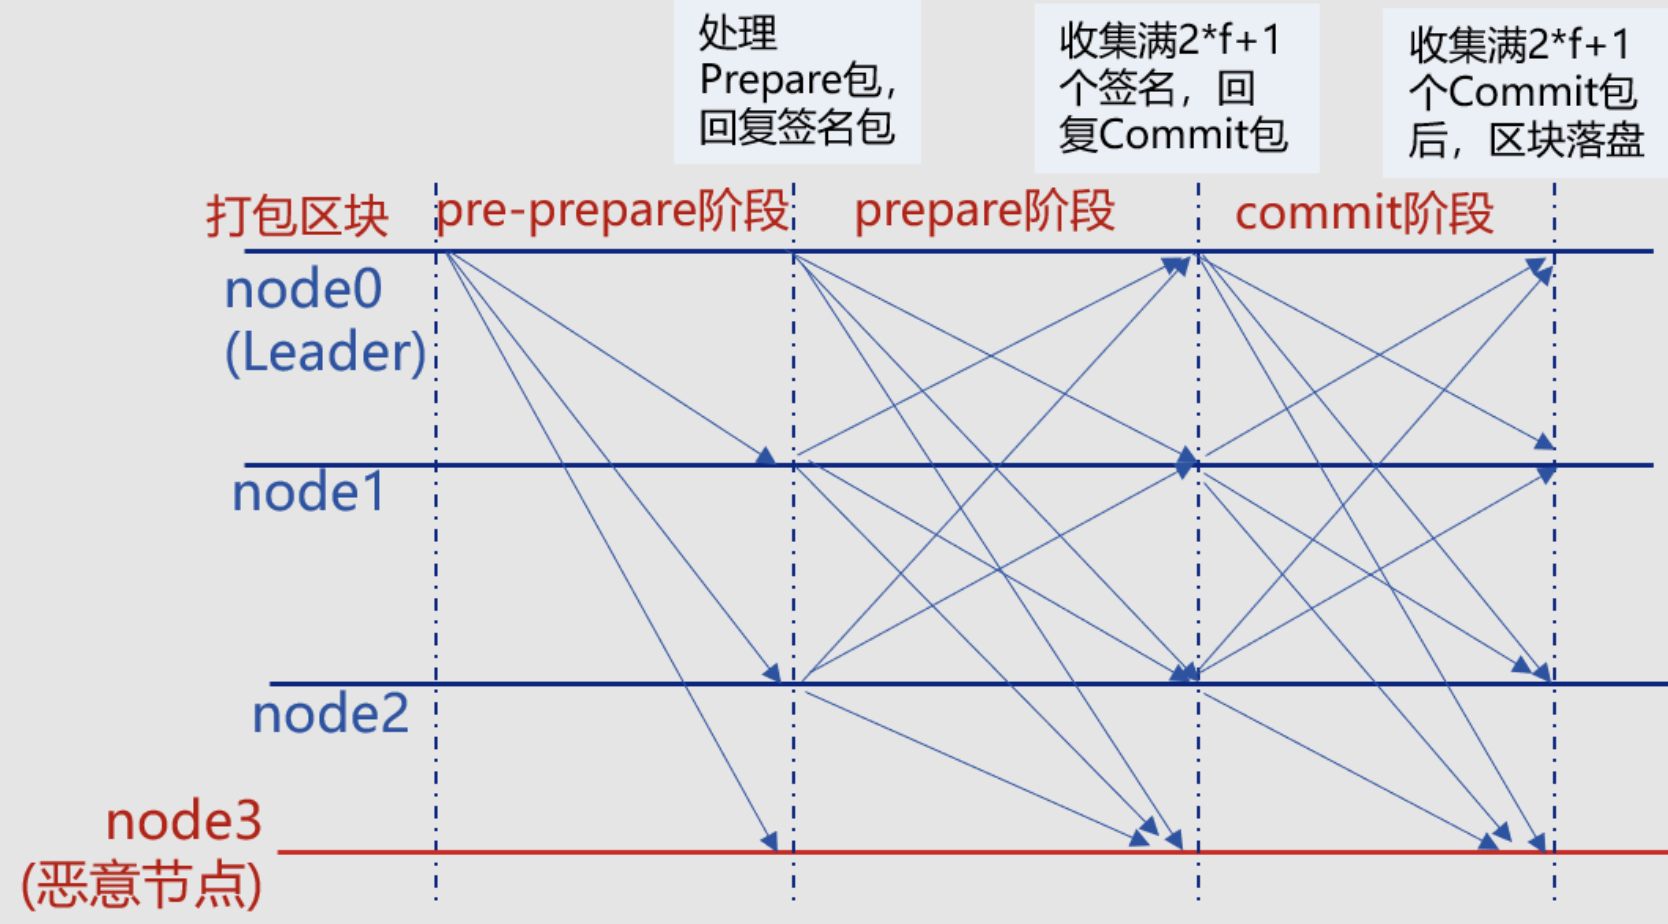 处理
Prepare包，
回复签名包
收集满2*f+1
个签名，回
复Commit包
收集满2*f+1
个Commit包
后，区块落盘
打包区块
pre-prepare阶段
prepare阶段
commit阶段
node0
(Leader)
node1
node2
node3
(恶意节点)